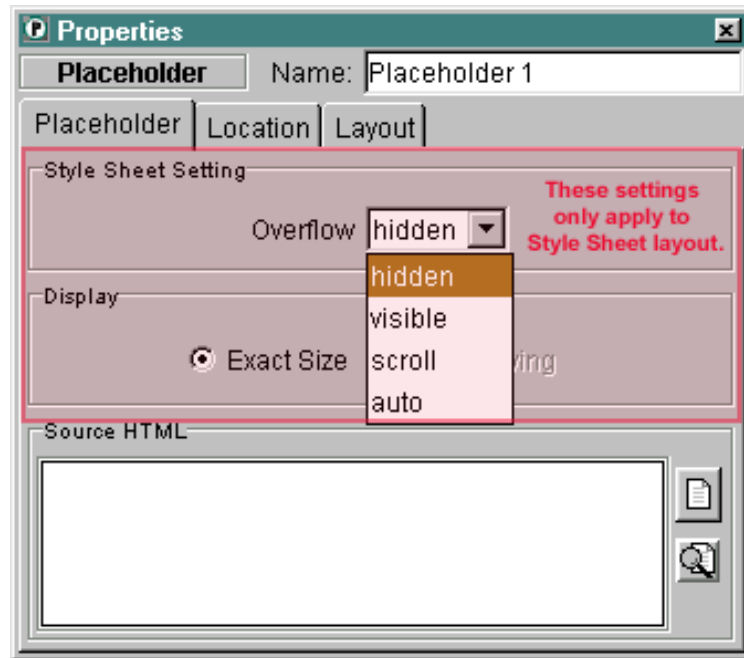 Properties
Placeholder Name: Placeholder 1
Placeholder Location Layout
Style Sheet Setting
These settings
only apply to
Style Sheet layout.
Overflow hidden
hidden
Display
visible
Exact Size scroll
auto
Source HTML